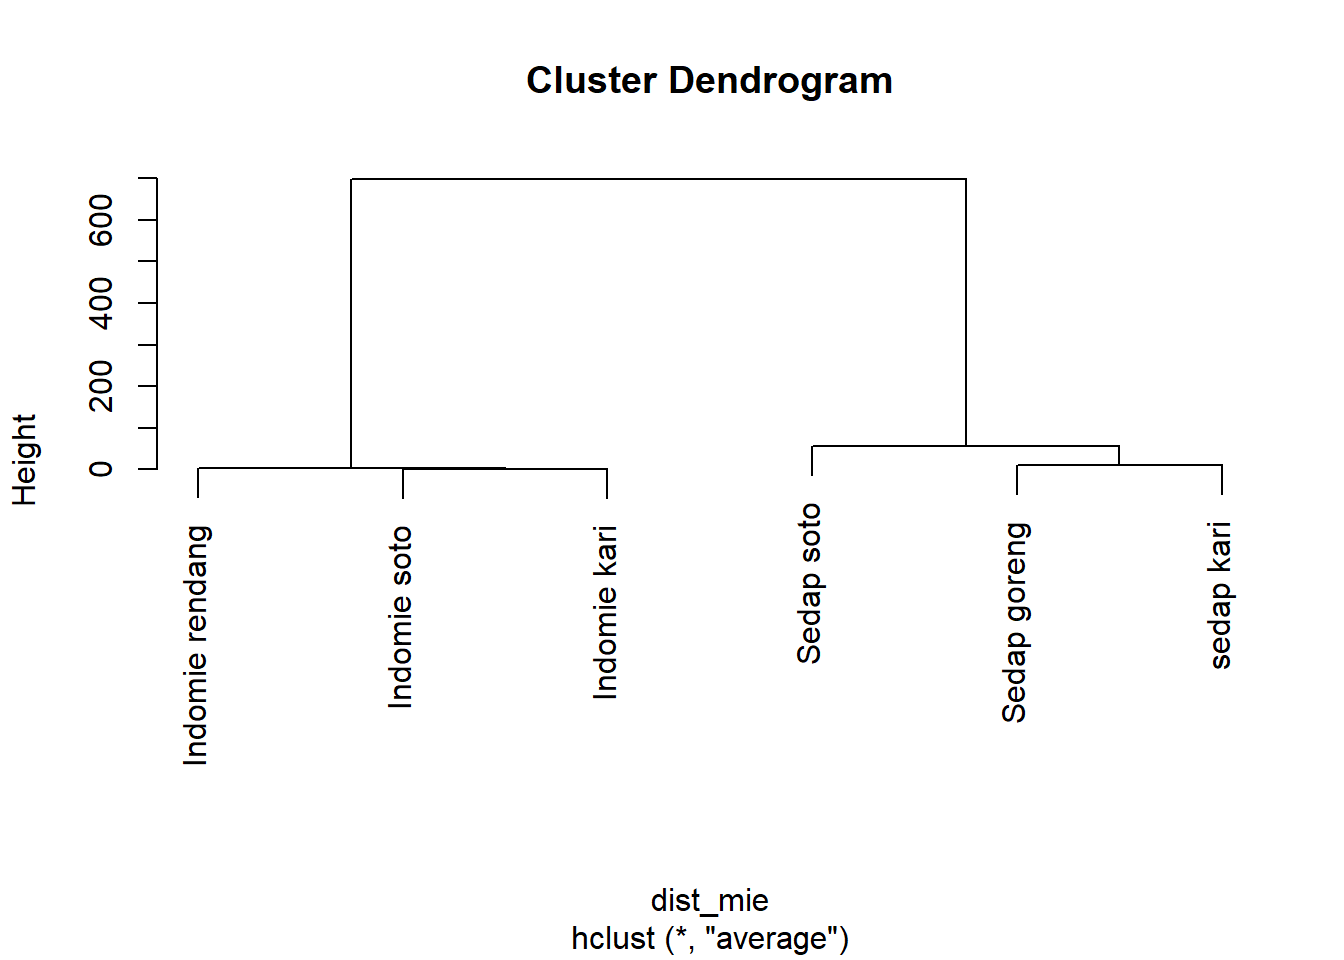 Cluster Dendrogram
Height
0
200
400
600
Indomie rendang
Indomie soto
Indomie kari
Sedap soto
Sedap goreng
sedap kari
dist_mie
hclust (*, "average")